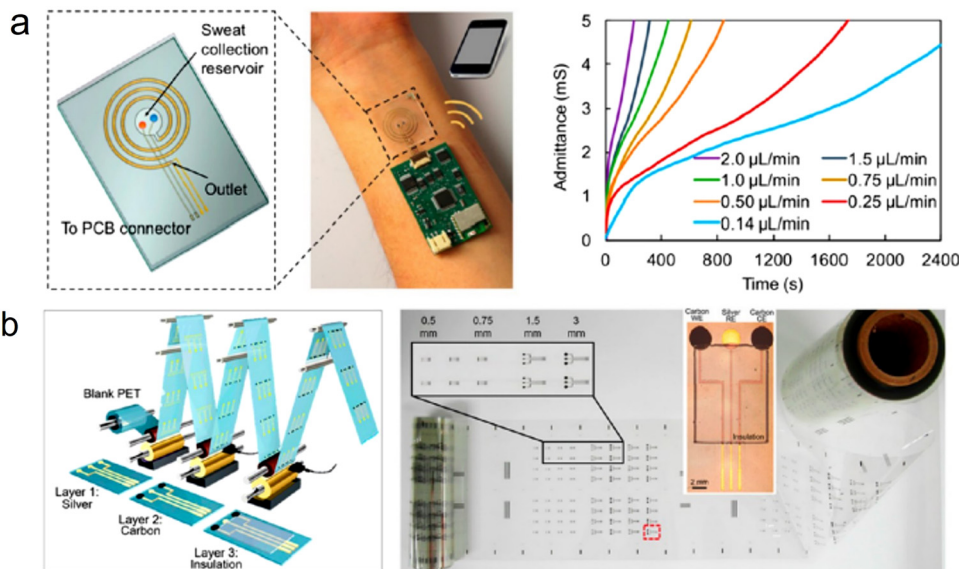 a
Sweat
collection
reservoir
Outlet
To PCB connector
Admittance (mS)
5
4
3
2
1
0
2.0 µL/min
1.5 µL/min
1.0 µL/min
0.75 µL/min
0.50 µL/min
0.25 µL/min
0.14 µL/min
0 400 800 1200 1600 2000 2400
Time (s)
b
Blank PET
Layer 1:
Silver
Layer 2:
Carbon
Layer 3:
Insulation
0.5 0.75 1.5 3
mm mm mm mm
Carbon Silver Carbon
WE RE CE
Insulation
2 mm